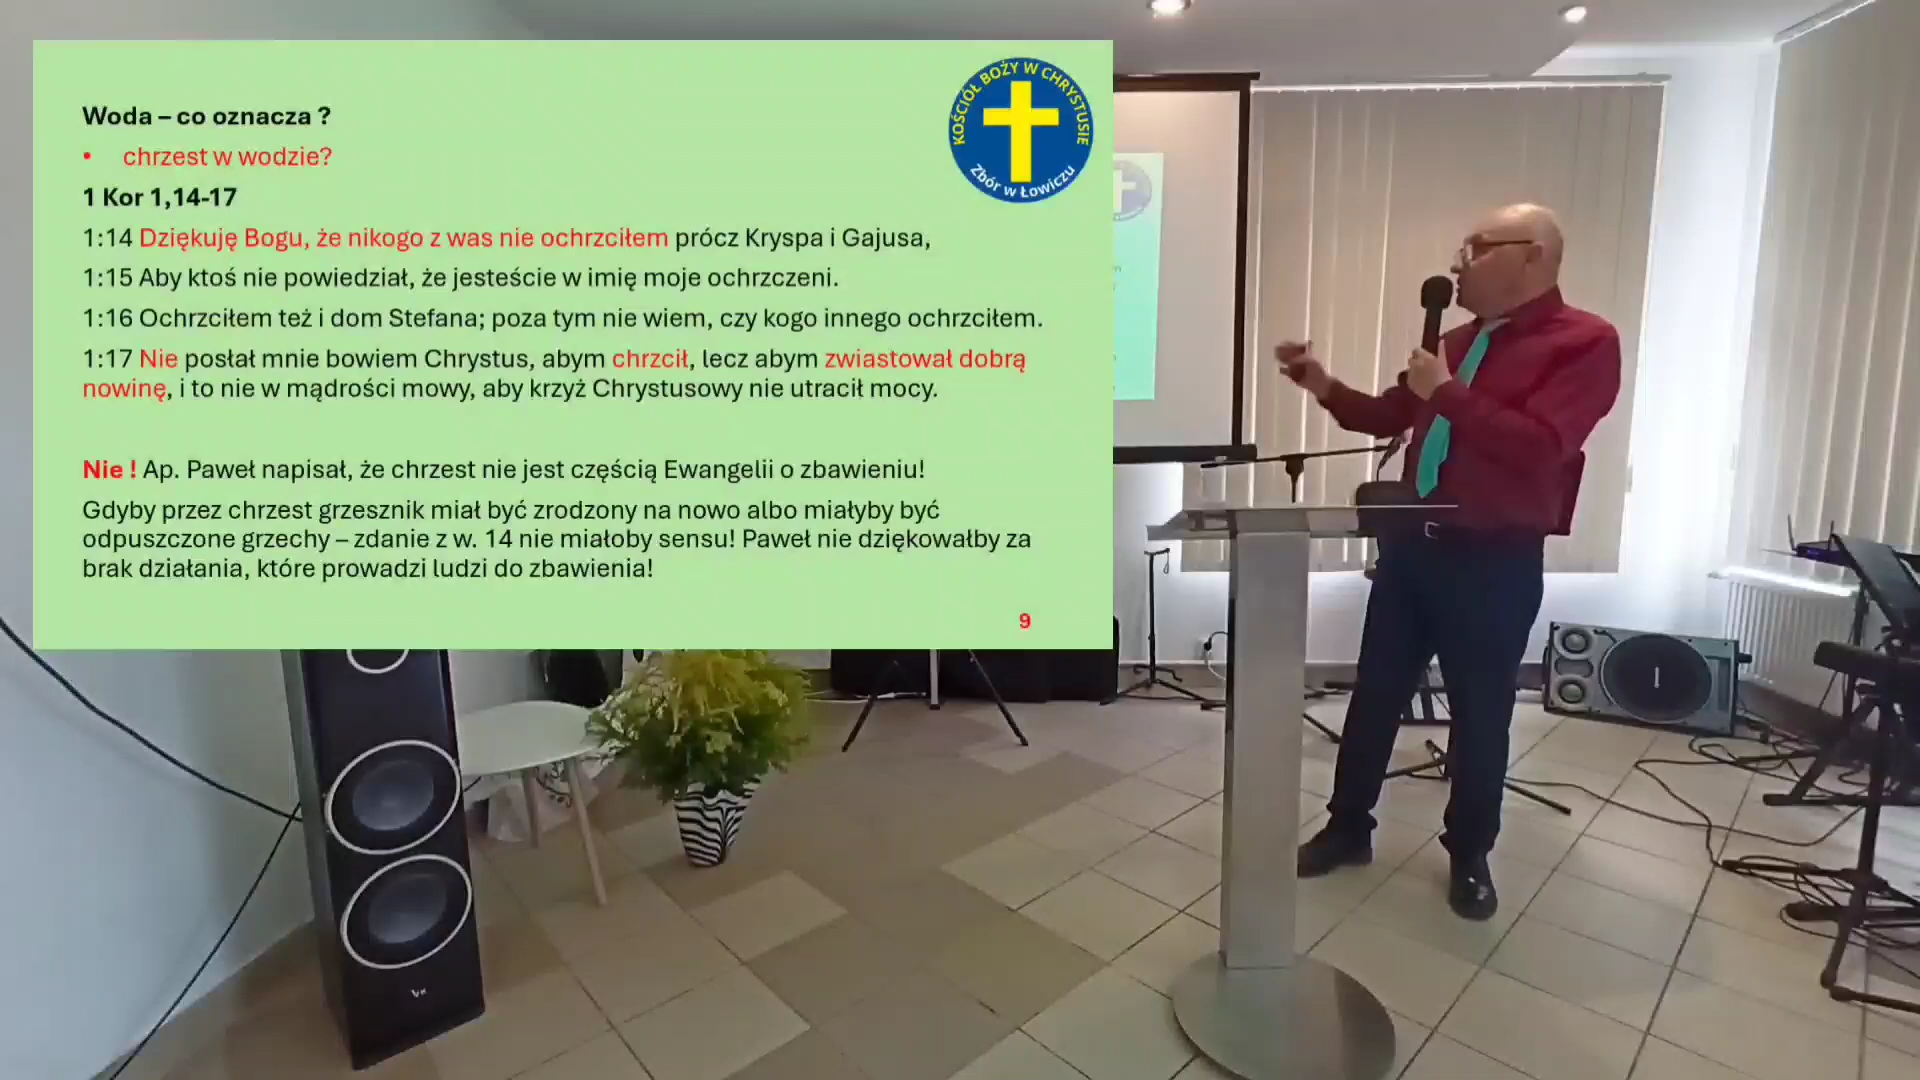 KOŚCIÓŁ BOŻY W CHRYSTUSIE
Zbór w Łowiczu
Woda – co oznacza ?
• chrzest w wodzie?
1 Kor 1,14-17
1:14 Dziękuję Bogu, że nikogo z was nie ochrzciłem prócz Kryspa i Gajusa,
1:15 Aby ktoś nie powiedział, że jesteście w imię moje ochrzczeni.
1:16 Ochrzciłem też i dom Stefana; poza tym nie wiem, czy kogo innego ochrzciłem.
1:17 Nie posłał mnie bowiem Chrystus, abym chrzcił, lecz abym zwiastował dobrą
nowinę, i to nie w mądrości mowy, aby krzyż Chrystusowy nie utracił mocy.
Nie ! Ap. Paweł napisał, że chrzest nie jest częścią Ewangelii o zbawieniu!
Gdyby przez chrzest grzesznik miał być zrodzony na nowo albo miałyby być
odpuszczone grzechy – zdanie z w. 14 nie miałoby sensu! Paweł nie dziękowałby za
brak działania, które prowadzi ludzi do zbawienia!
9